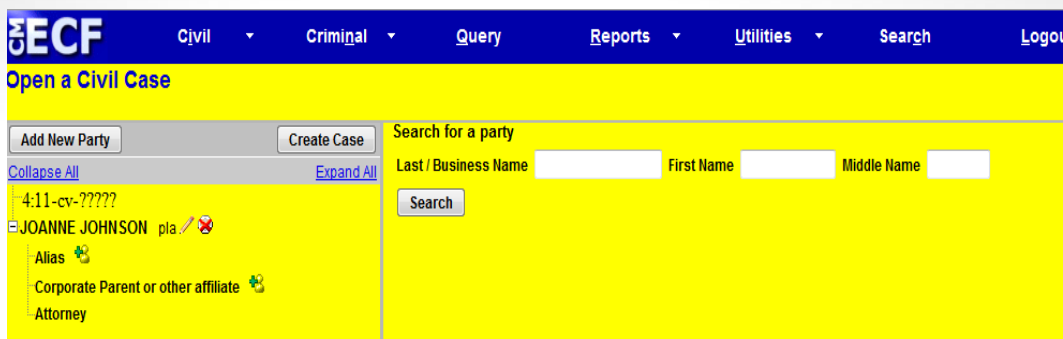 CM ECF Civil Criminal Query Reports Utilities Search Logou
Open a Civil Case
Add New Party Create Case
Collapse All Expand All
4:11-cv-?????
JOANNE JOHNSON pla.
Alias
Corporate Parent or other affiliate
Attorney
Search for a party
Last / Business Name First Name Middle Name
Search